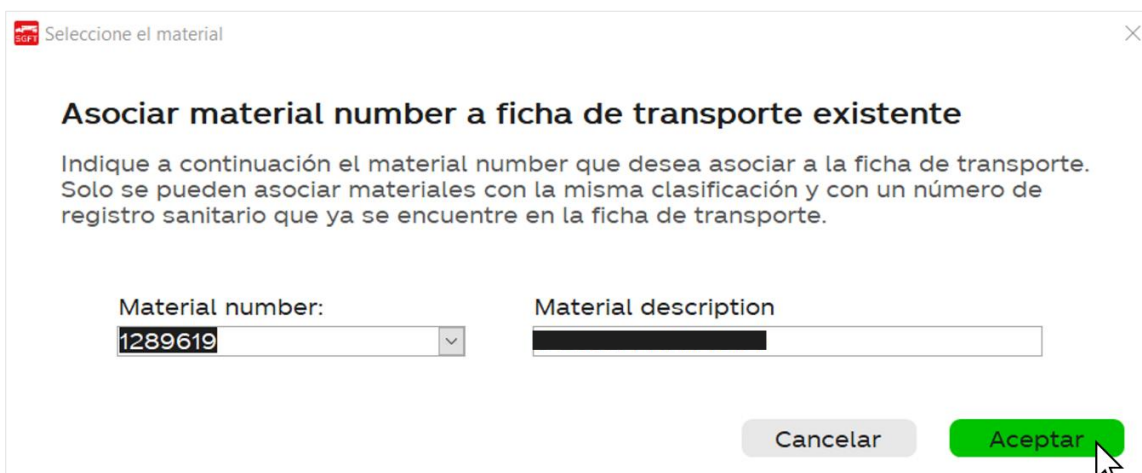 SGFT Seleccione el material
Asociar material number a ficha de transporte existente
Indique a continuación el material number que desea asociar a la ficha de transporte.
Solo se pueden asociar materiales con la misma clasificación y con un número de
registro sanitario que ya se encuentre en la ficha de transporte.
Material number: Material description
1289619
Cancelar Aceptar